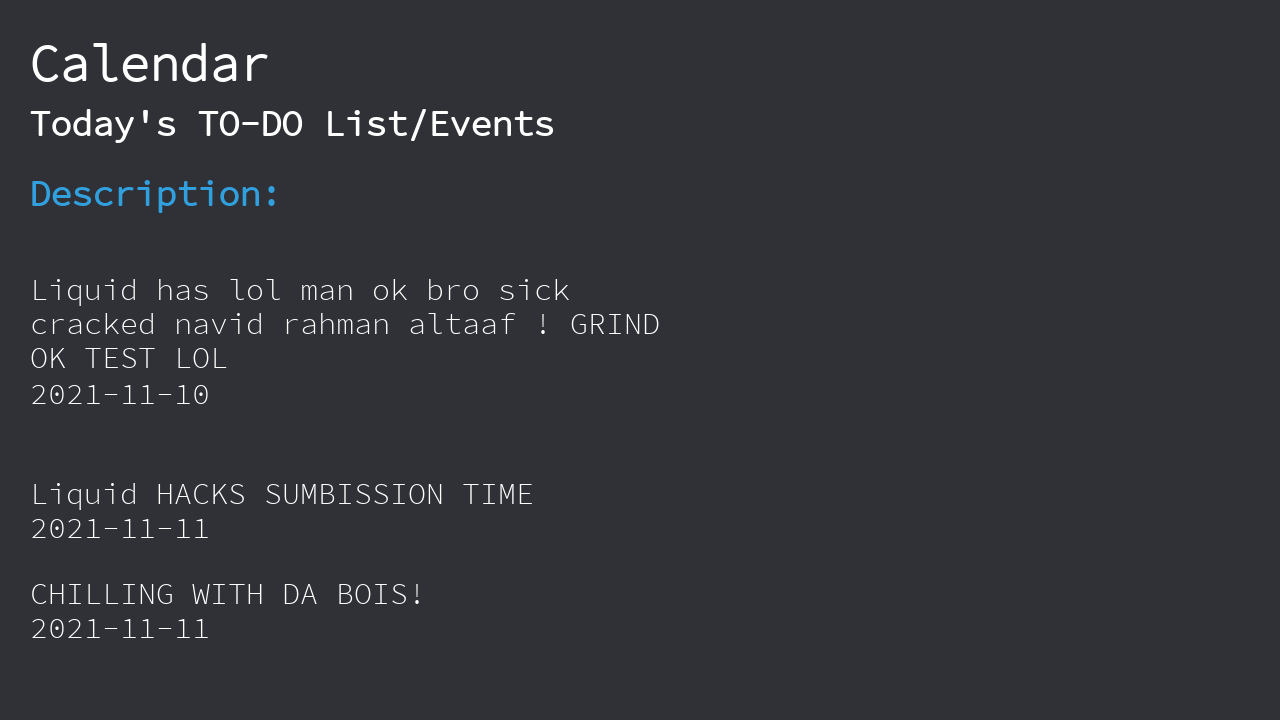 Calendar
Today's TO-DO List/Events
Description:
Liquid has lol man ok bro sick
cracked navid rahman altaaf ! GRIND
OK TEST LOL
2021-11-10
Liquid HACKS SUMBISSION TIME
2021-11-11
CHILLING WITH DA BOIS!
2021-11-11